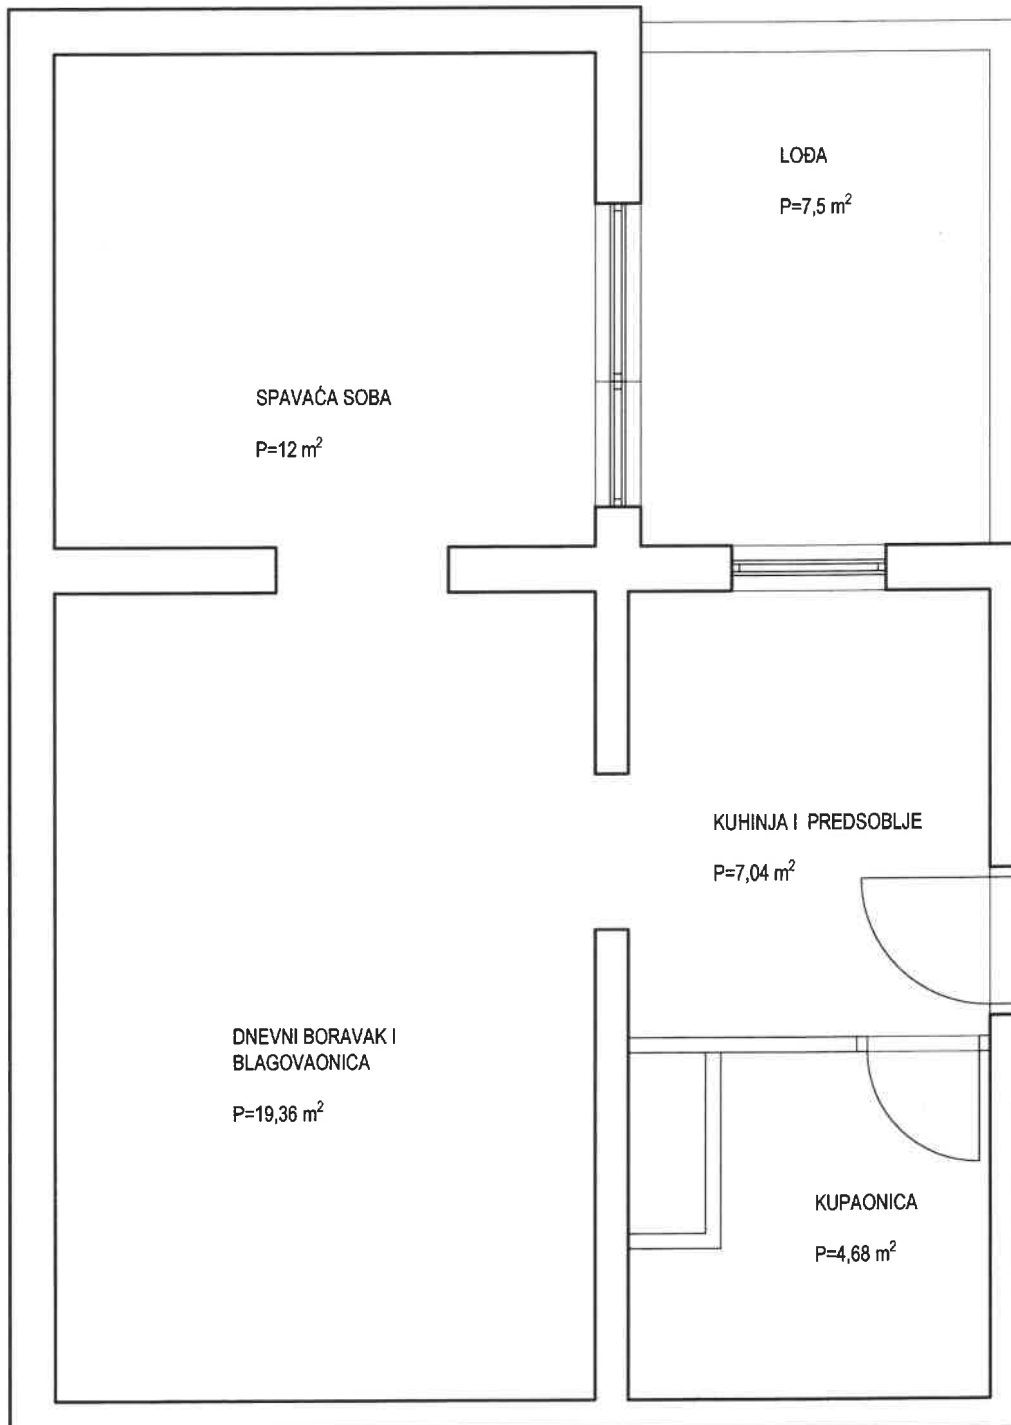 LOĐA
P=7,5 m²
SPAVAĆA SOBA
P=12 m²
KUHINJA I PREDSOBLJE
P=7,04 m²
DNEVNI BORAVAK I
BLAGOVAONICA
P=19,36 m²
KUPAONICA
P=4,68 m²